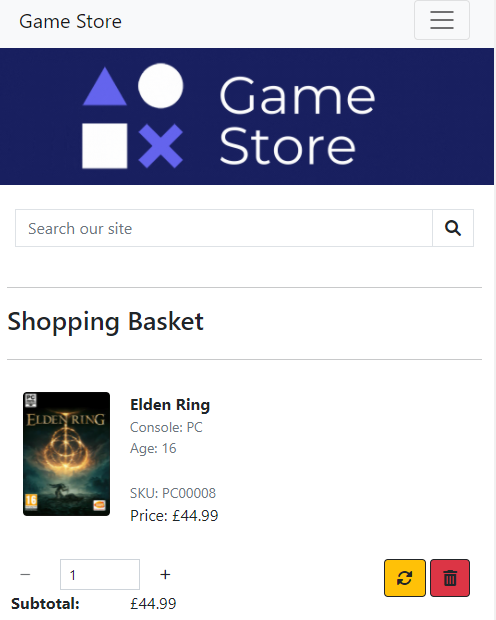 Game Store
Game
Store
Search our site
Shopping Basket
PC
ELDEN RING
16
Elden Ring
Console: PC
Age: 16
SKU: PC00008
Price: £44.99
− 1 +
Subtotal: £44.99